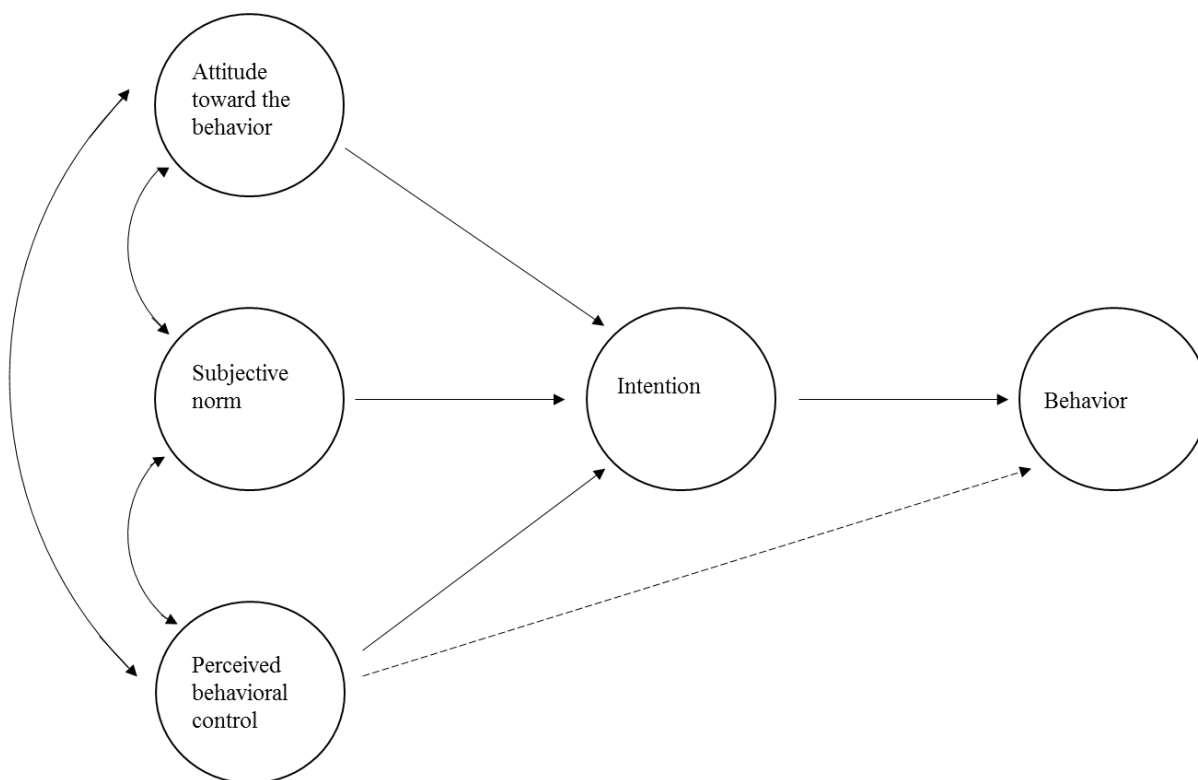 Attitude
toward the
behavior
Subjective
norm
Intention
Behavior
Perceived
behavioral
control